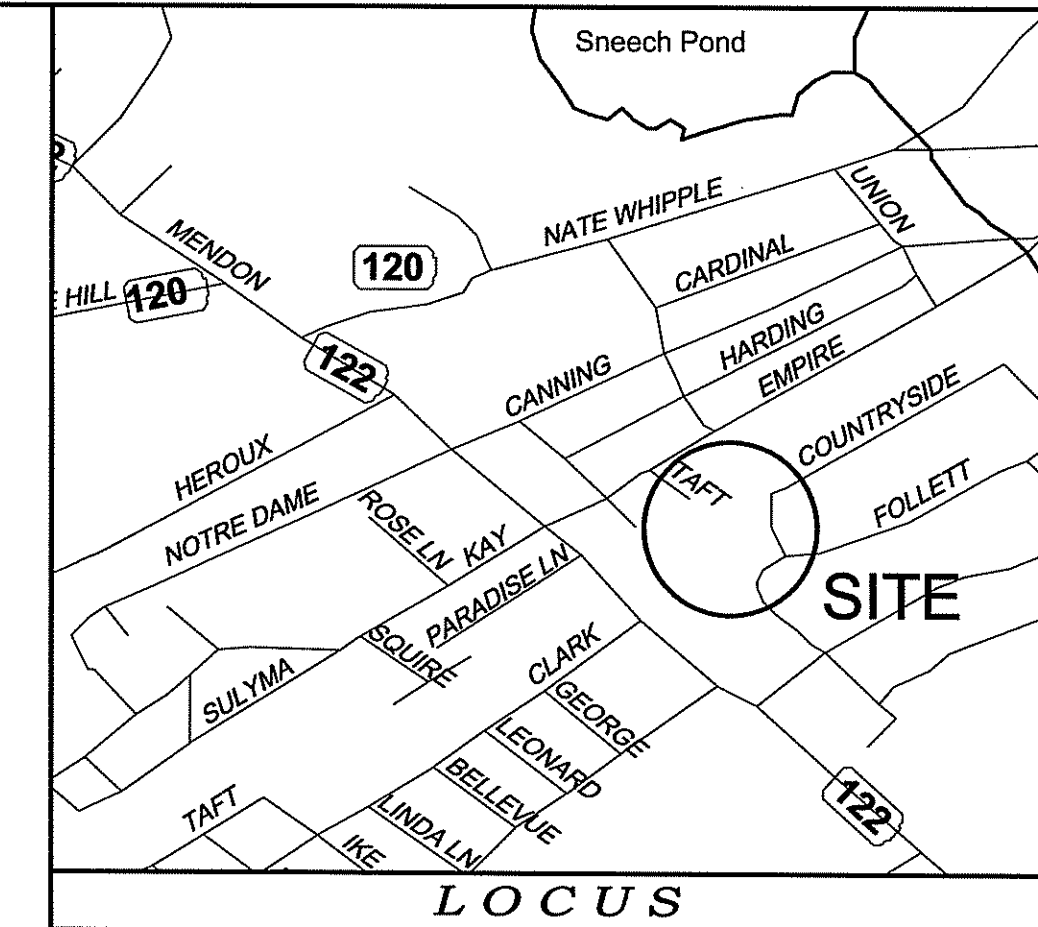 Sneech Pond
UNION
NATE WHIPPLE
MENDON
CARDINAL
120
HILL
120
HARDING
122
EMPIRE
CANNING
COUNTRYSIDE
HEROUX
TAFT
FOLLETT
NOTRE DAME
ROSE LN
KAY
PARADISE LN
SITE
SQUIRE
CLARK
SULYMA
GEORGE
LEONARD
BELLEVUE
122
TAFT
LINDA LN
IKE
LOCUS